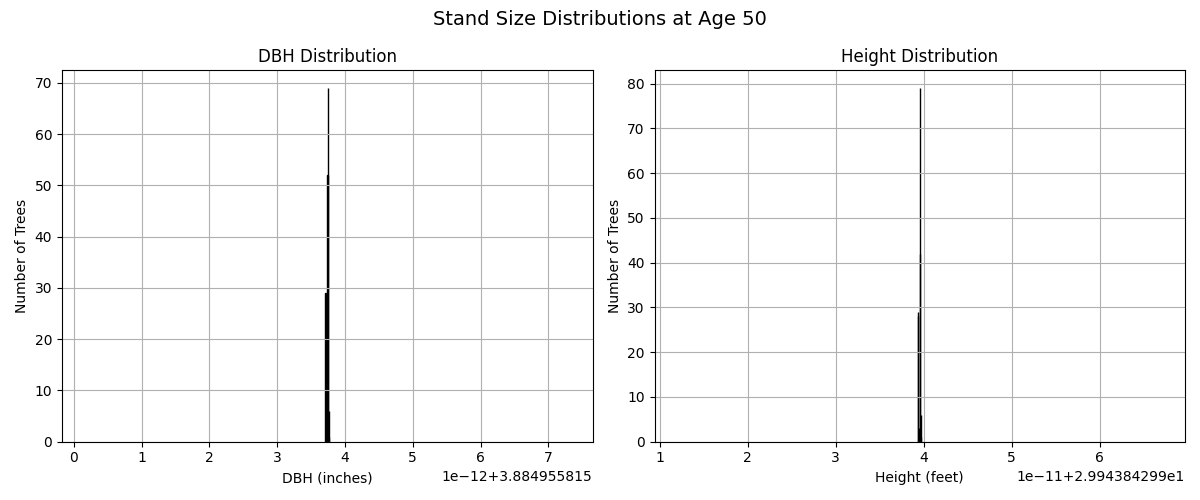 Stand Size Distributions at Age 50
DBH Distribution
Number of Trees
70
60
50
40
30
20
10
0
0 1 2 3 4 5 6 7
DBH (inches)
1e-12+3.884955815
Height Distribution
Number of Trees
80
70
60
50
40
30
20
10
0
1 2 3 4 5 6
Height (feet)
1e-11+2.994384299e1